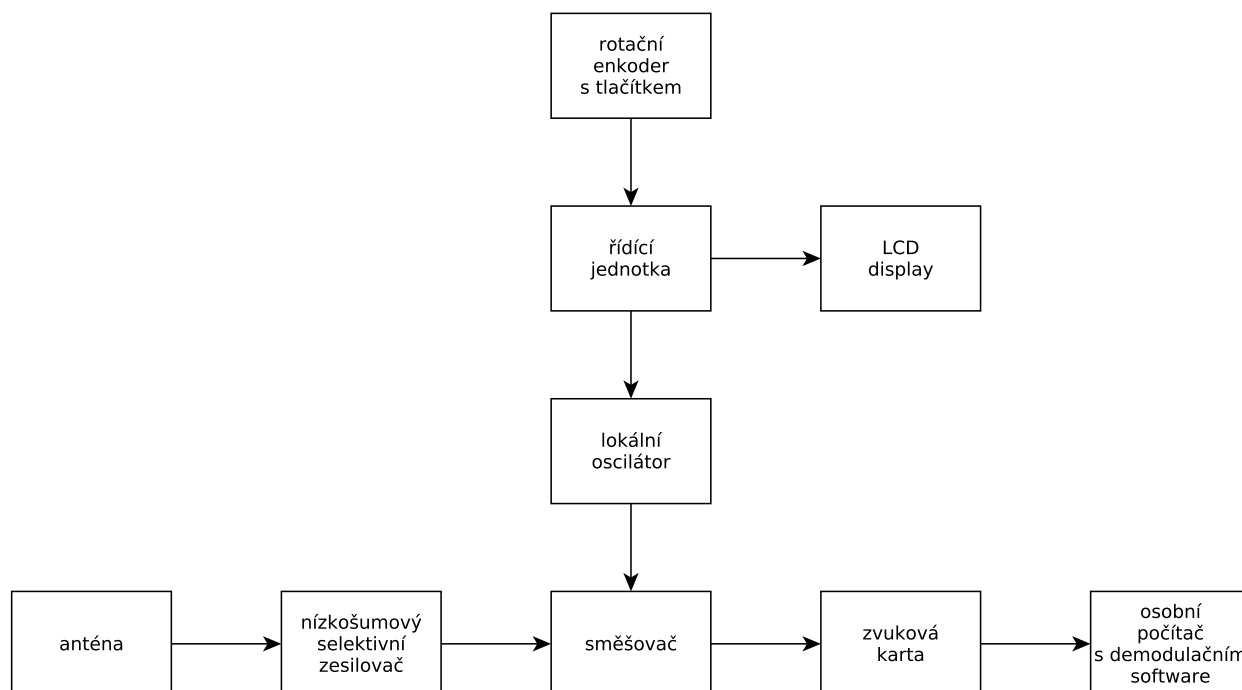 rotační
enkoder
s tlačítkem
řídící
jednotka
LCD
display
lokální
oscilátor
anténa
nízkošumový
selektivní
zesilovač
směšovač
zvuková
karta
osobní
počítač
s demodulačním
software